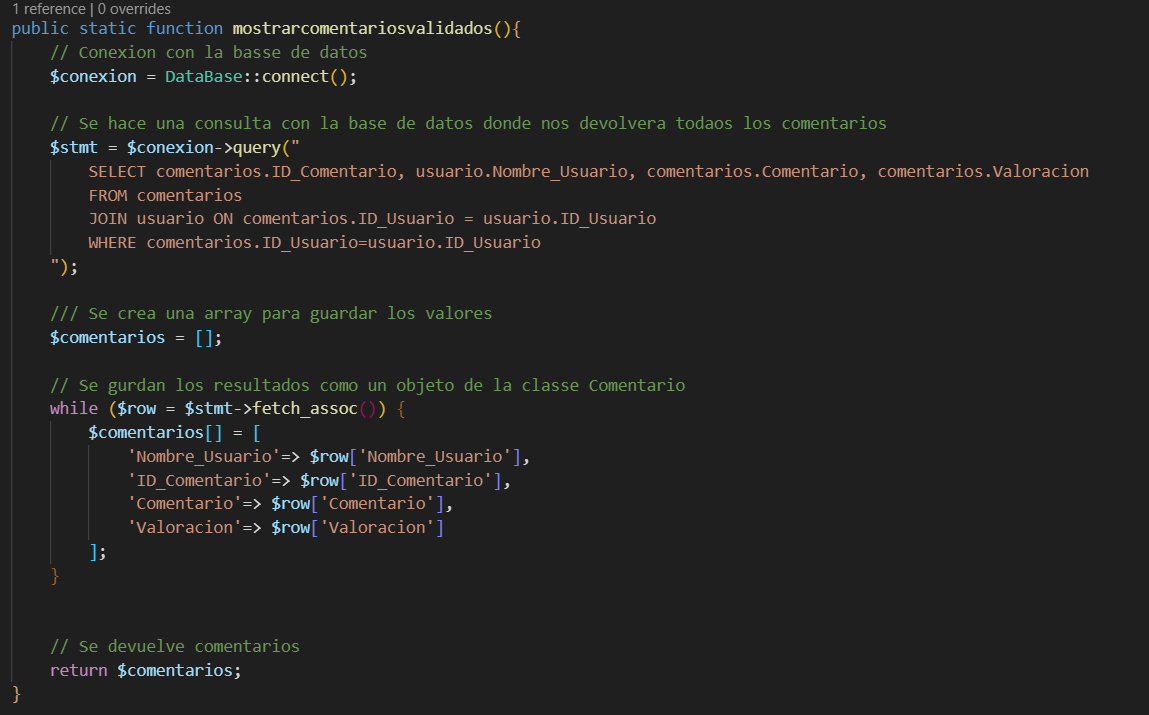 1 reference | 0 overrides
public static function mostrarcomentariosvalidados(){
// Conexion con la basse de datos
$conexion = DataBase::connect();
// Se hace una consulta con la base de datos donde nos devolvera todaos los comentarios
$stmt = $conexion->query("
SELECT comentarios.ID_Comentario, usuario.Nombre_Usuario, comentarios.Comentario, comentarios.Valoracion
FROM comentarios
JOIN usuario ON comentarios.ID_Usuario = usuario.ID_Usuario
WHERE comentarios.ID_Usuario=usuario.ID_Usuario
");
/// Se crea una array para guardar los valores
$comentarios = [];
// Se gurdan los resultados como un objeto de la classe Comentario
while ($row = $stmt->fetch_assoc()) {
$comentarios[] = [
'Nombre_Usuario'=> $row['Nombre_Usuario'],
'ID_Comentario'=> $row['ID_Comentario'],
'Comentario'=> $row['Comentario'],
'Valoracion'=> $row['Valoracion']
];
}
// Se devuelve comentarios
return $comentarios;
}